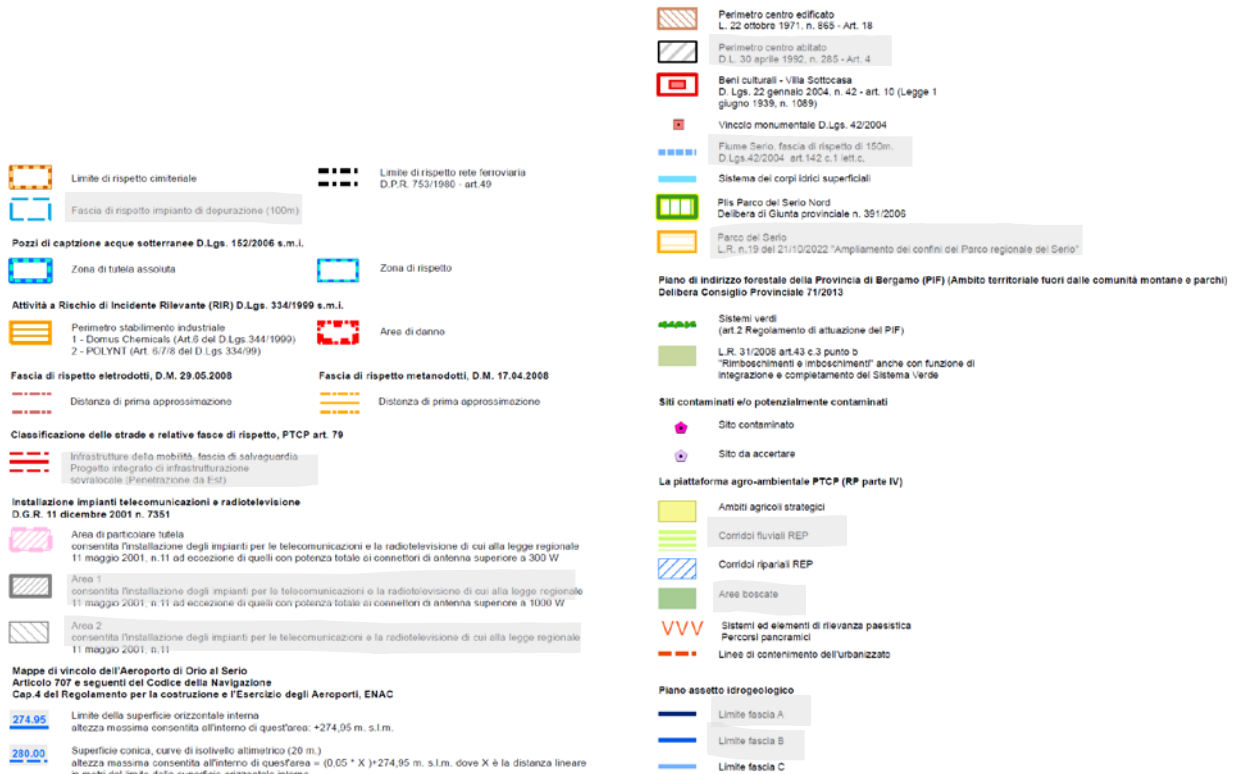 Limite di rispetto cimiteriale
Limite di rispetto rete ferroviaria
D.P.R. 753/1980 - art.49
Fascia di rispetto impianto di depurazione (100m)
Pozzi di captzione acque sotterranee D.Lgs. 152/2006 s.m.i.
Zona di tutela assoluta
Zona di rispetto
Attività a Rischio di Incidente Rilevante (RIR) D.Lgs. 334/1999 s.m.i.
Perimetro stabilimento industriale
1 - Domus Chemicals (Art.6 del D.Lgs.344/1999)
2 - POLYNT (Art. 6/7/8 del D.Lgs 334/99)
Area di danno
Fascia di rispetto elettrodotti, D.M. 29.05.2008
Distanza di prima approssimazione
Fascia di rispetto metanodotti, D.M. 17.04.2008
Distanza di prima approssimazione
Classificazione delle strade e relative fasce di rispetto, PTCP art. 79
Infrastrutture della mobilità, fascia di salvaguardia
Progetto integrato di infrastrutturazione
sovralocale (Penetrazione da Est)
Installazione impianti telecomunicazioni e radiotelevisione
D.G.R. 11 dicembre 2001 n. 7351
Area di particolare tutela
consentita l'installazione degli impianti per le telecomunicazioni e la radiotelevisione di cui alla legge regionale
11 maggio 2001, n.11 ad eccezione di quelli con potenza totale ai connettori di antenna superiore a 300 W
Area 1
consentita l'installazione degli impianti per le telecomunicazioni e la radiotelevisione di cui alla legge regionale
11 maggio 2001, n.11 ad eccezione di quelli con potenza totale ai connettori di antenna superiore a 1000 W
Area 2
consentita l'installazione degli impianti per le telecomunicazioni e la radiotelevisione di cui alla legge regionale
11 maggio 2001, n.11
Mappe di vincolo dell'Aeroporto di Orio al Serio
Articolo 707 e seguenti del Codice della Navigazione
Cap.4 del Regolamento per la costruzione e l'Esercizio degli Aeroporti, ENAC
274.95
Limite della superficie orizzontale interna
altezza massima consentita all'interno di quest'area: +274,95 m. s.l.m.
280.00
Superficie conica, curve di isolivello altimetrico (20 m.)
altezza massima consentita all'interno di quest'area = (0,05 * X )+274,95 m. s.l.m. dove X è la distanza lineare
in metri dal limite della superficie orizzontale interna
Perimetro centro edificato
L. 22 ottobre 1971, n. 865 - Art. 18
Perimetro centro abitato
D.L. 30 aprile 1992, n. 285 - Art. 4
Beni culturali - Villa Sottocasa
D. Lgs. 22 gennaio 2004, n. 42 - art. 10 (Legge 1
giugno 1939, n. 1089)
Vincolo monumentale D.Lgs. 42/2004
Fiume Serio, fascia di rispetto di 150m.
D.Lgs.42/2004 art.142 c.1 lett.c.
Sistema dei corpi idrici superficiali
Plis Parco del Serio Nord
Delibera di Giunta provinciale n. 391/2006
Parco del Serio
L.R. n.19 del 21/10/2022 "Ampliamento dei confini del Parco regionale del Serio"
Piano di indirizzo forestale della Provincia di Bergamo (PIF) (Ambito territoriale fuori dalle comunità montane e parchi)
Delibera Consiglio Provinciale 71/2013
Sistemi verdi
(art.2 Regolamento di attuazione del PIF)
L.R. 31/2008 art.43 c.3 punto b
"Rimboschimenti e imboschimenti" anche con funzione di
integrazione e completamento del Sistema Verde
Siti contaminati e/o potenzialmente contaminati
Sito contaminato
Sito da accertare
La piattaforma agro-ambientale PTCP (RP parte IV)
Ambiti agricoli strategici
Corridoi fluviali REP
Corridoi ripariali REP
Aree boscate
Sistemi ed elementi di rilevanza paesistica
Percorsi panoramici
Linee di contenimento dell'urbanizzato
Piano assetto idrogeologico
Limite fascia A
Limite fascia B
Limite fascia C